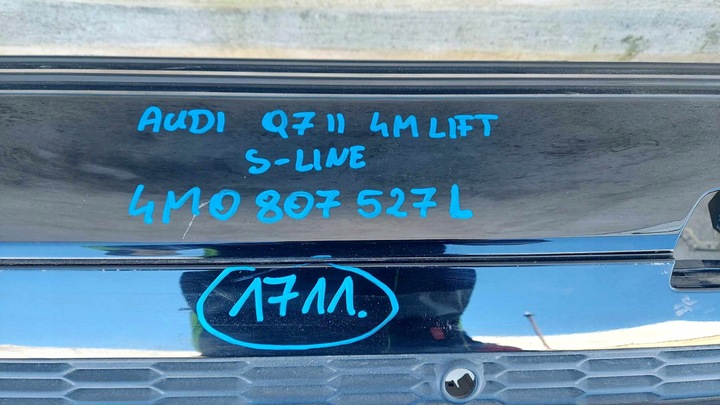 AUDI Q7 II 4M LIFT
S-LINE
4M0 807 527 L
1711.